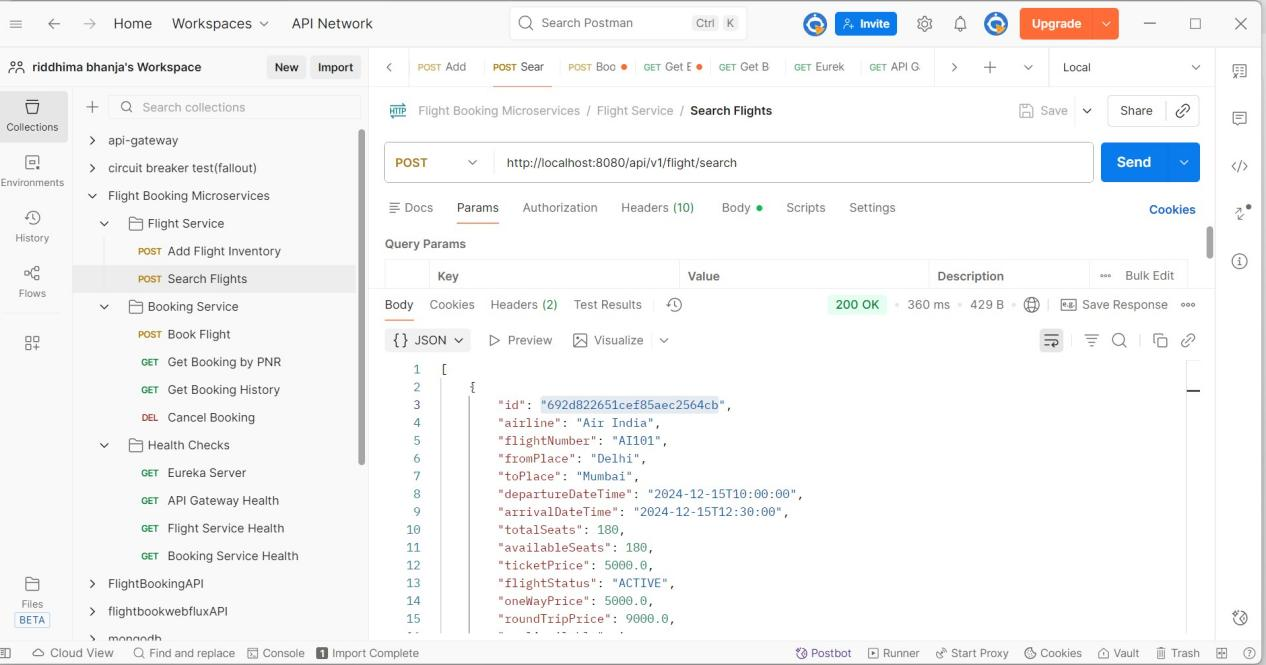 Home Workspaces API Network Search Postman Ctrl K Invite Upgrade
riddhima bhanja's Workspace New Import POST Add POST Sear POST Boo GET Get E GET Get B GET Eurek GET API G Local
Collections
Environments
History
Flows
Files
BETA
Search collections
api-gateway
circuit breaker test(fallout)
Flight Booking Microservices
Flight Service
POST Add Flight Inventory
POST Search Flights
Booking Service
POST Book Flight
GET Get Booking by PNR
GET Get Booking History
DEL Cancel Booking
Health Checks
GET Eureka Server
GET API Gateway Health
GET Flight Service Health
GET Booking Service Health
FlightBookingAPI
flightbookwebfluxAPI
mongodb
HTTP Flight Booking Microservices / Flight Service / Search Flights Save Share
POST http://localhost:8080/api/v1/flight/search Send
Docs Params Authorization Headers (10) Body Scripts Settings Cookies
Query Params
Key Value Description Bulk Edit
Body Cookies Headers (2) Test Results 200 OK • 360 ms • 429 B e.g. Save Response
{} JSON Preview Visualize
1 [
2 {
3 "id": "692d822651cef85aec2564cb",
4 "airline": "Air India",
5 "flightNumber": "AI101",
6 "fromPlace": "Delhi",
7 "toPlace": "Mumbai",
8 "departureDateTime": "2024-12-15T10:00:00",
9 "arrivalDateTime": "2024-12-15T12:30:00",
10 "totalSeats": 180,
11 "availableSeats": 180,
12 "ticketPrice": 5000.0,
13 "flightStatus": "ACTIVE",
14 "oneWayPrice": 5000.0,
15 "roundTripPrice": 9000.0,
Cloud View Find and replace Console 1 Import Complete Postbot Runner Start Proxy Cookies Vault Trash